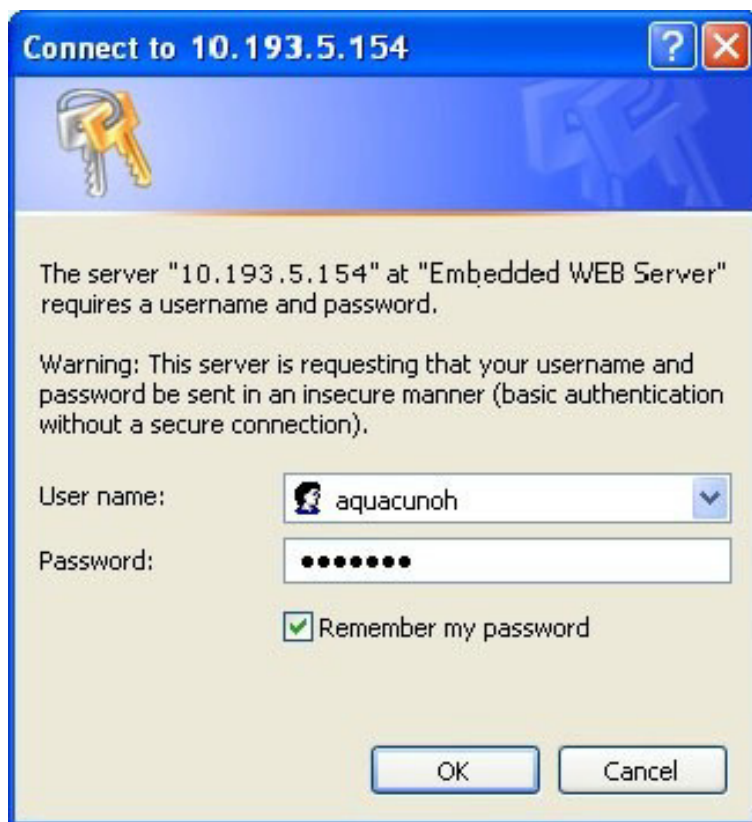 Connect to 10.193.5.154
?
The server "10.193.5.154" at "Embedded WEB Server"
requires a username and password.
Warning: This server is requesting that your username and
password be sent in an insecure manner (basic authentication
without a secure connection).
User name:
aquacunoh
Password:
•••••••
Remember my password
OK
Cancel